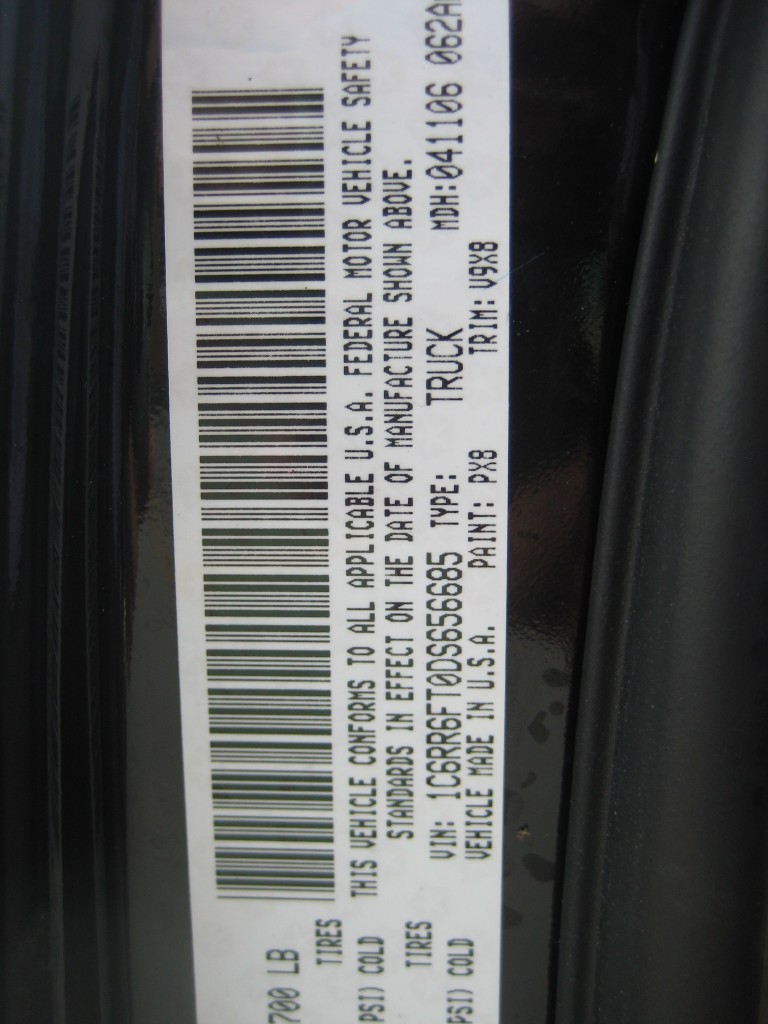 700 LB
TIRES
PSI) COLD
TIRES
PSI) COLD
THIS VEHICLE CONFORMS TO ALL APPLICABLE U.S.A. FEDERAL MOTOR VEHICLE SAFETY
STANDARDS IN EFFECT ON THE DATE OF MANUFACTURE SHOWN ABOVE.
VIN: 1C6RR6FT0DS656685 TYPE: TRUCK MDH:041106 062A
VEHICLE MADE IN U.S.A. PAINT: PX8 TRIM: V9X8